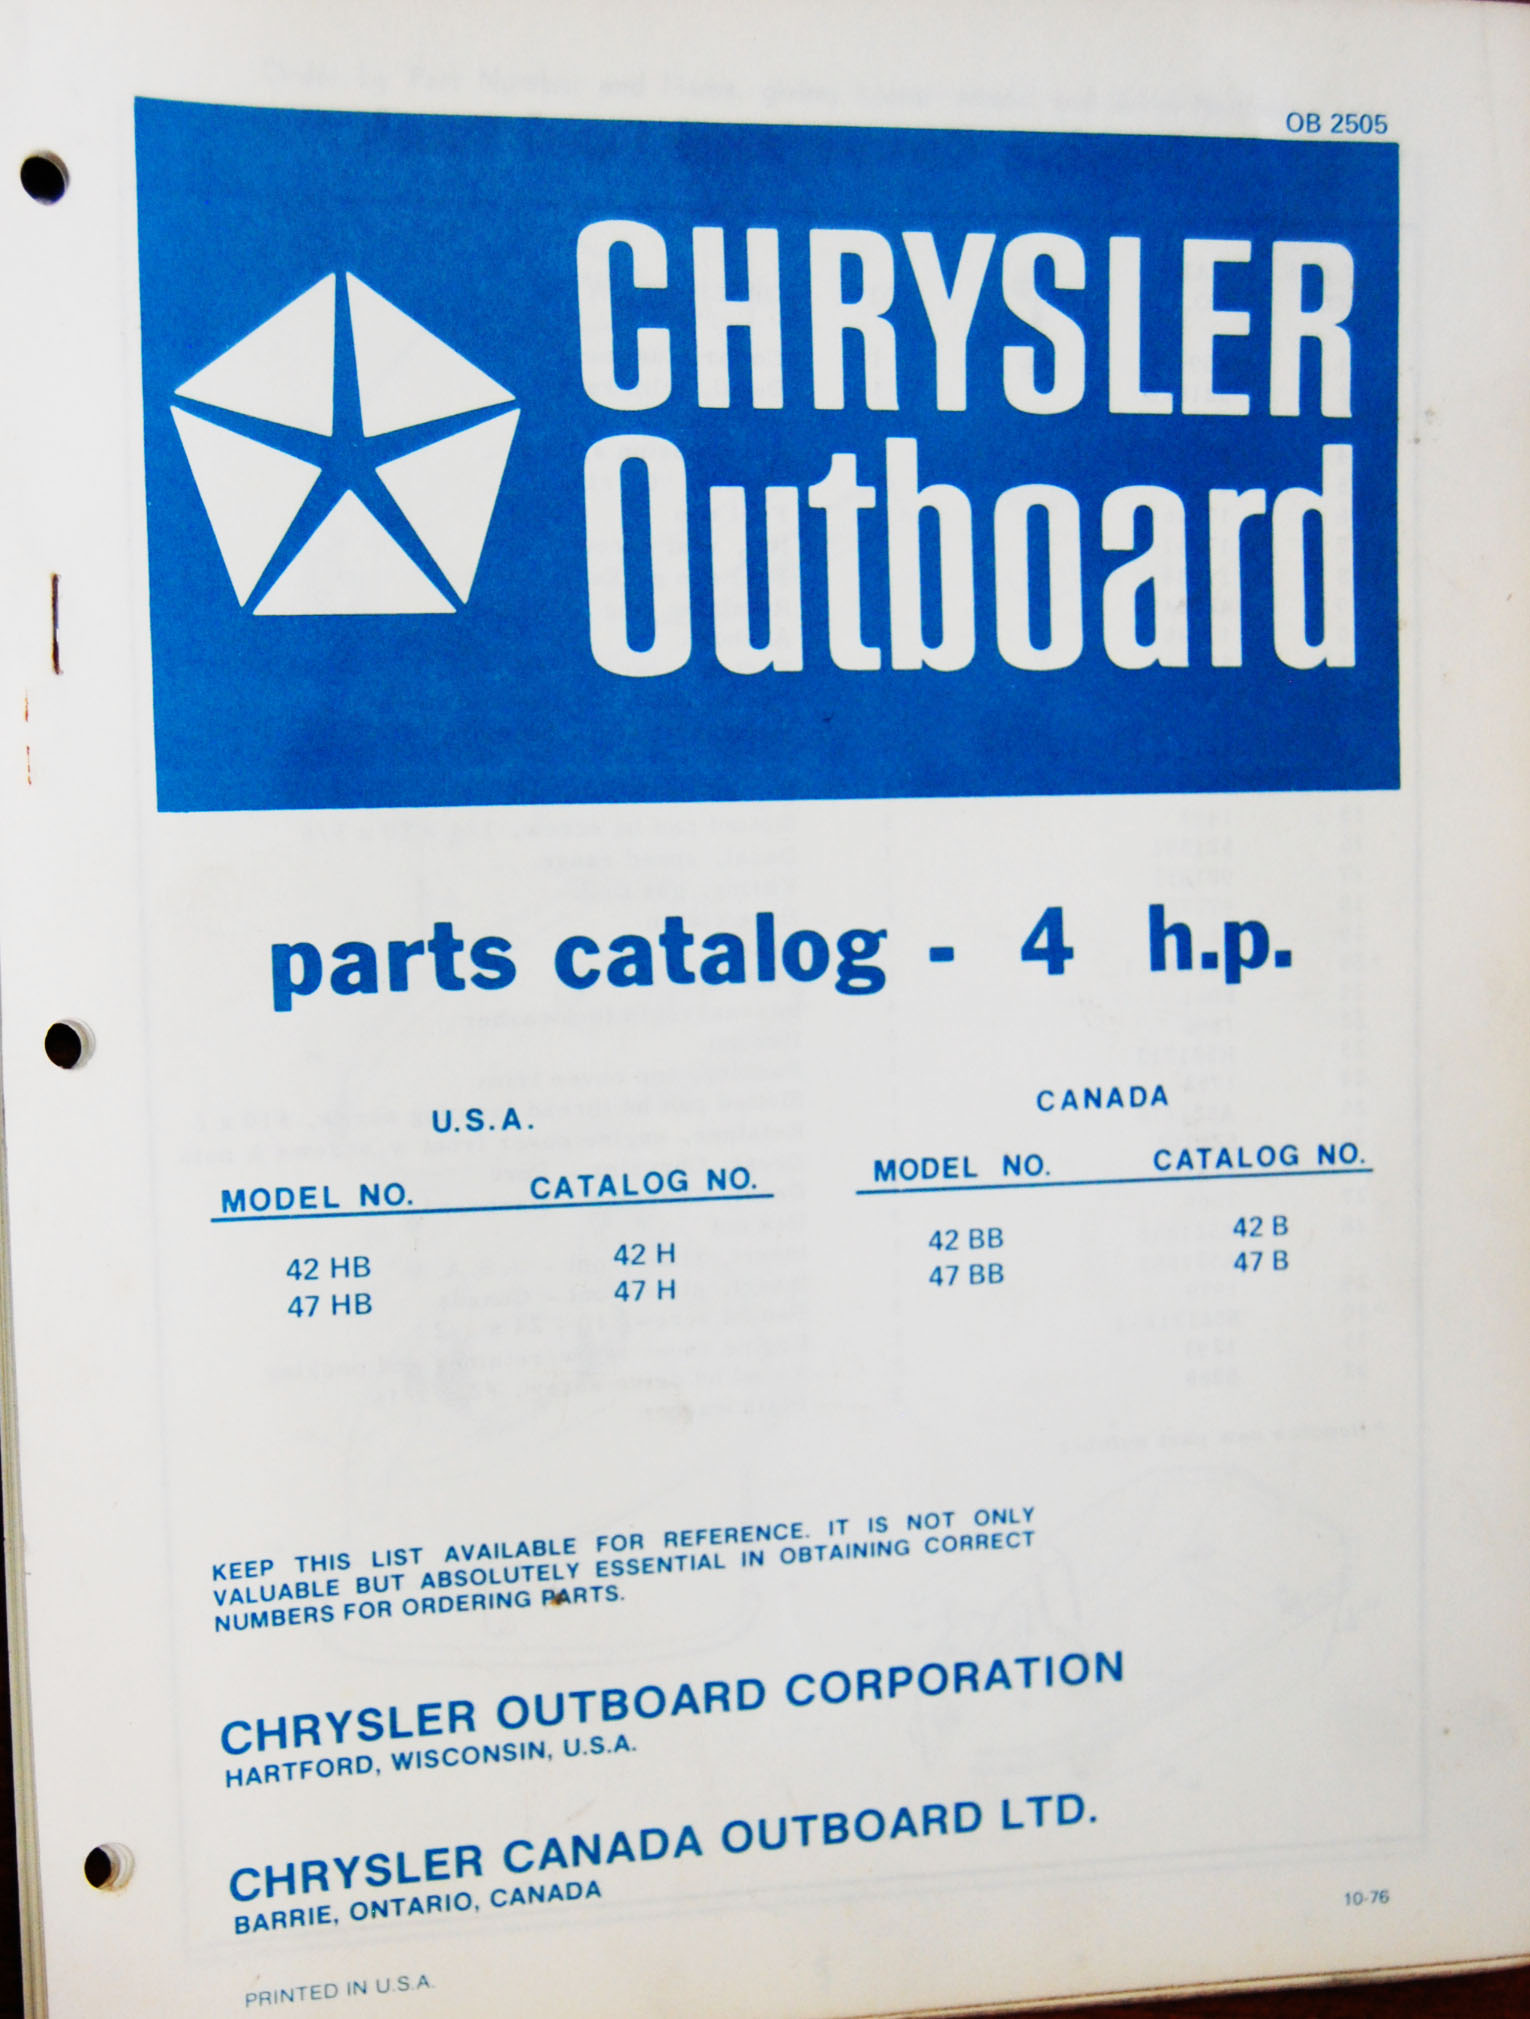 OB 2505
CHRYSLER
Outboard
parts catalog - 4 h.p.
U.S.A.
MODEL NO. CATALOG NO.
42 HB 42 H
47 HB 47 H
CANADA
MODEL NO. CATALOG NO.
42 BB 42 B
47 BB 47 B
KEEP THIS LIST AVAILABLE FOR REFERENCE. IT IS NOT ONLY
VALUABLE BUT ABSOLUTELY ESSENTIAL IN OBTAINING CORRECT
NUMBERS FOR ORDERING PARTS.
CHRYSLER OUTBOARD CORPORATION
HARTFORD, WISCONSIN, U.S.A.
CHRYSLER CANADA OUTBOARD LTD.
BARRIE, ONTARIO, CANADA
10-76
PRINTED IN U.S.A.